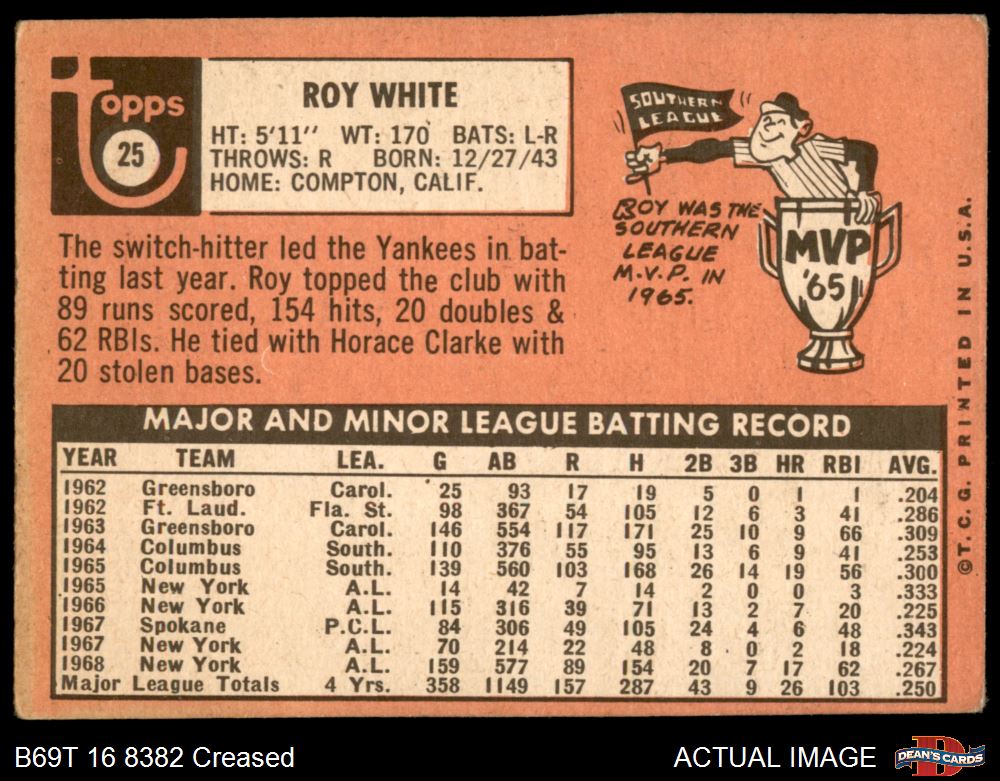 Topps
25
ROY WHITE
HT: 5'11" WT: 170 BATS: L-R
THROWS: R BORN: 12/27/43
HOME: COMPTON, CALIF.
The switch-hitter led the Yankees in bat-
ting last year. Roy topped the club with
89 runs scored, 154 hits, 20 doubles &
62 RBIs. He tied with Horace Clarke with
20 stolen bases.
SOUTHERN
LEAGUE
ROY WAS THE
SOUTHERN
LEAGUE
M.V.P. IN
1965.
MVP
'65
MAJOR AND MINOR LEAGUE BATTING RECORD
YEAR TEAM LEA. G AB R H 2B 3B HR RBI AVG.
1962 Greensboro Carol. 25 93 17 19 5 0 1 1 .204
1962 Ft. Laud. Fla. St. 98 367 54 105 12 6 3 41 .286
1963 Greensboro Carol. 146 554 117 171 25 10 9 66 .309
1964 Columbus South. 110 376 55 95 13 6 9 41 .253
1965 Columbus South. 139 560 103 168 26 14 19 56 .300
1965 New York A.L. 14 42 7 14 2 0 0 3 .333
1966 New York A.L. 115 316 39 71 13 2 7 20 .225
1967 Spokane P.C.L. 84 306 49 105 24 4 6 48 .343
1967 New York A.L. 70 214 22 48 8 0 2 18 .224
1968 New York A.L. 159 577 89 154 20 7 17 62 .267
Major League Totals 4 Yrs. 358 1149 157 287 43 9 26 103 .250
©T.C.G. PRINTED IN U.S.A.
B69T 16 8382 Creased
ACTUAL IMAGE
D
DEAN'S CARDS